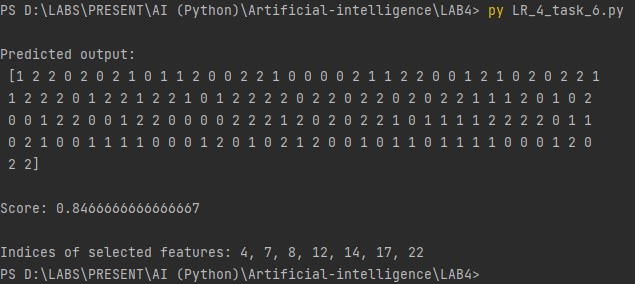 PS D:\LABS\PRESENT\AI (Python)\Artificial-intelligence\LAB4> py LR_4_task_6.py
Predicted output:
[1 2 2 0 2 0 2 1 0 1 1 2 0 0 2 2 1 0 0 0 0 2 1 1 2 2 0 0 1 2 1 0 2 0 2 2 1
1 2 2 2 0 1 2 2 1 2 2 1 0 1 2 2 2 2 0 2 2 0 2 2 0 2 0 2 2 1 1 1 2 0 1 0 2
0 0 1 2 2 0 0 1 2 2 0 0 0 0 2 2 2 1 2 0 2 0 2 2 1 0 1 1 1 1 2 2 2 2 0 1 1
0 2 1 0 0 1 1 1 1 0 0 0 1 2 0 1 0 2 1 2 0 0 1 0 1 1 0 1 1 1 1 0 0 0 1 2 0
2 2]
Score: 0.8466666666666667
Indices of selected features: 4, 7, 8, 12, 14, 17, 22
PS D:\LABS\PRESENT\AI (Python)\Artificial-intelligence\LAB4>